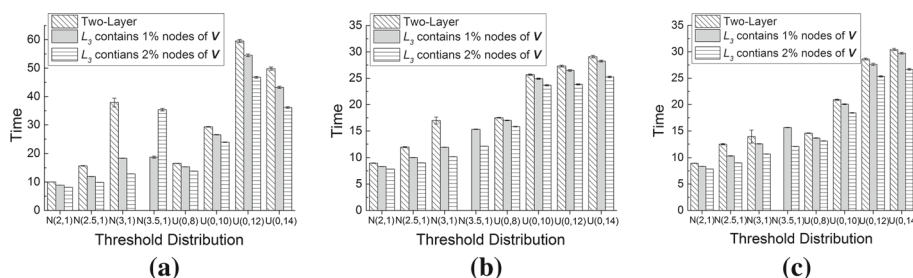 Two-Layer
L3 contains 1% nodes of V
L3 contians 2% nodes of V
60
50
40
30
20
10
0
Time
N(2,1) N(2.5,1) N(3,1) N(3.5,1) U(0,8) U(0,10) U(0,12) U(0,14)
Threshold Distribution
(a)
Two-Layer
L3 contains 1% nodes of V
L3 contians 2% nodes of V
35
30
25
20
15
10
5
0
Time
N(2,1) N(2.5,1) N(3,1) N(3.5,1) U(0,8) U(0,10) U(0,12) U(0,14)
Threshold Distribution
(b)
Two-Layer
L3 contains 1% nodes of V
L3 contians 2% nodes of V
35
30
25
20
15
10
5
0
Time
N(2,1) N(2.5,1) N(3,1) N(3.5,1) U(0,8) U(0,10) U(0,12) U(0,14)
Threshold Distribution
(c)